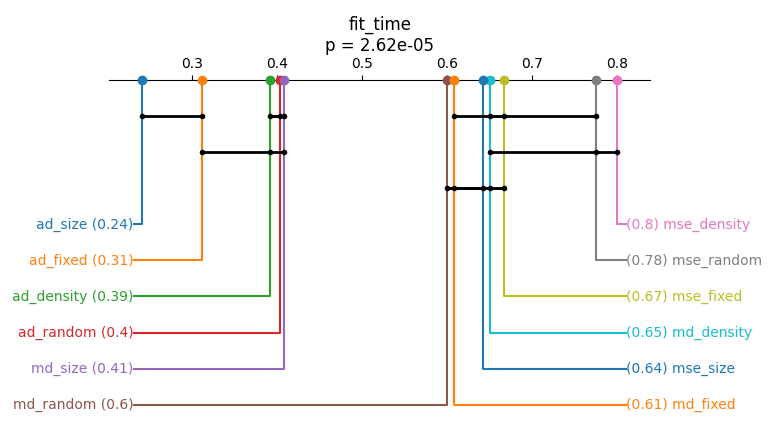 fit_time
p = 2.62e-05
0.3 0.4 0.5 0.6 0.7 0.8
ad_size (0.24) (0.8) mse_density
ad_fixed (0.31) (0.78) mse_random
ad_density (0.39) (0.67) mse_fixed
ad_random (0.4) (0.65) md_density
md_size (0.41) (0.64) mse_size
md_random (0.6) (0.61) md_fixed